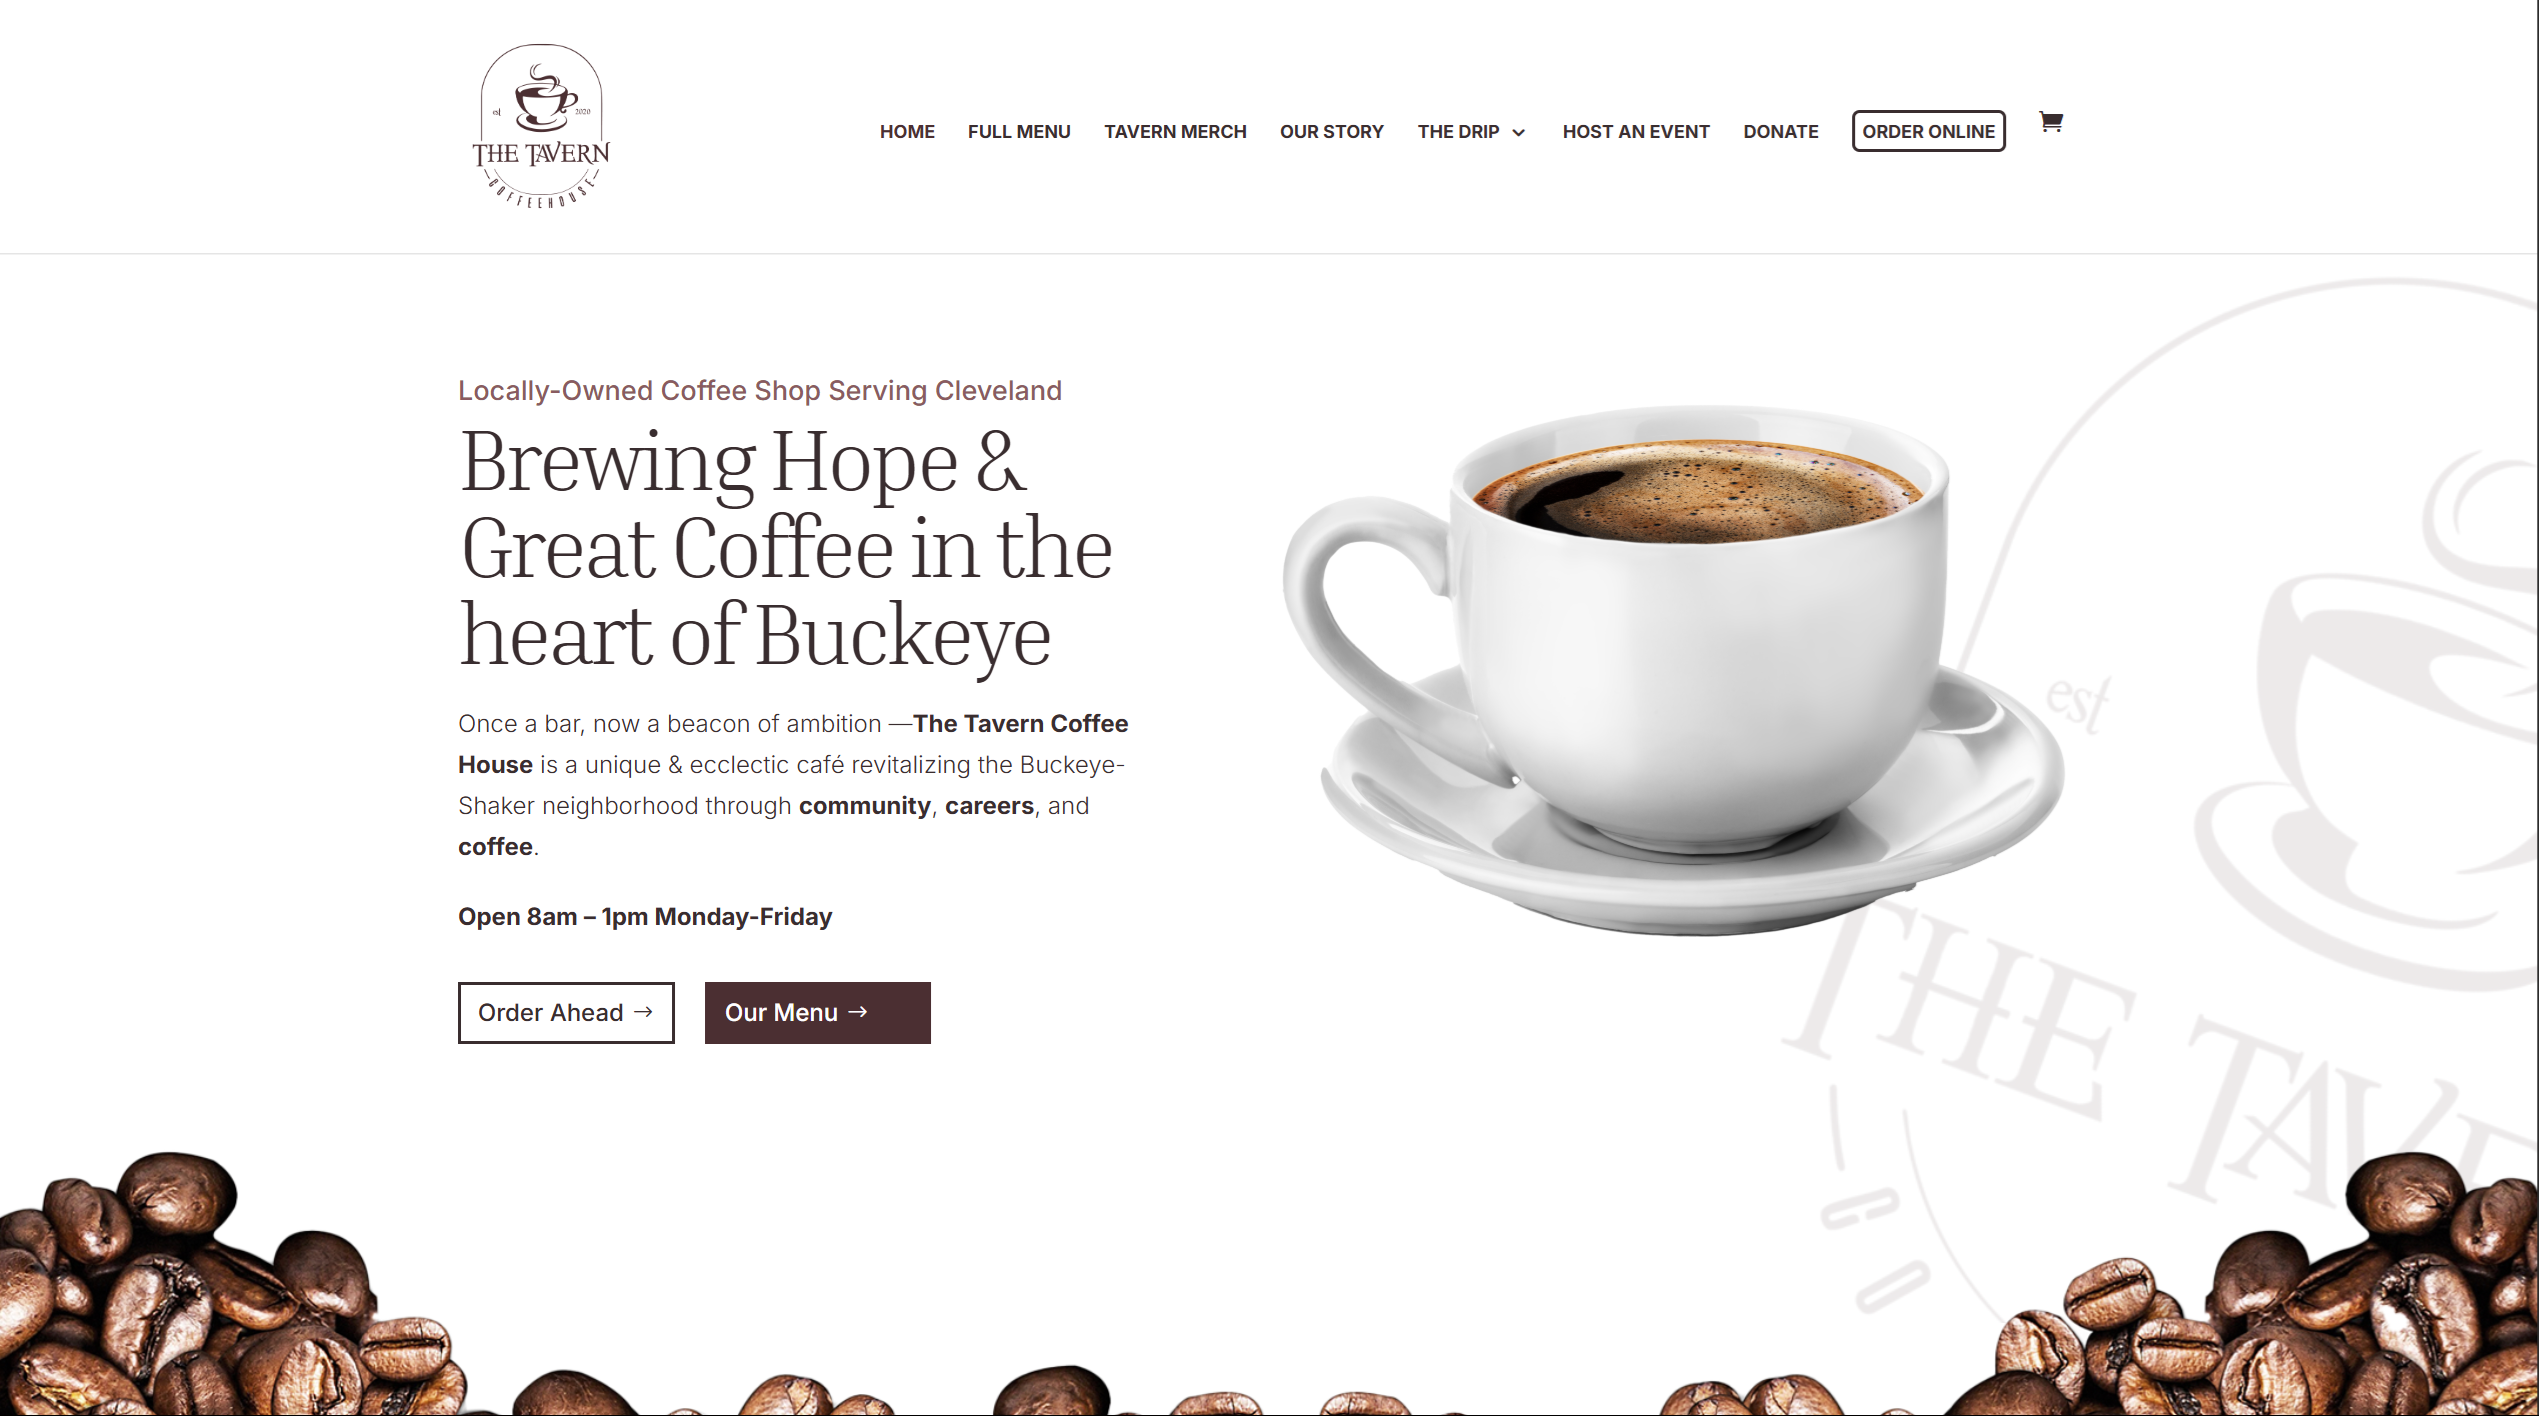 est 2020
THE TAVERN
COFFEEHOUSE
HOME FULL MENU TAVERN MERCH OUR STORY THE DRIP HOST AN EVENT DONATE ORDER ONLINE
Locally-Owned Coffee Shop Serving Cleveland
Brewing Hope &
Great Coffee in the
heart of Buckeye
Once a bar, now a beacon of ambition —The Tavern Coffee
House is a unique & ecclectic café revitalizing the Buckeye-
Shaker neighborhood through community, careers, and
coffee.
Open 8am – 1pm Monday-Friday
Order Ahead → Our Menu →
est
THE TAVE
CO